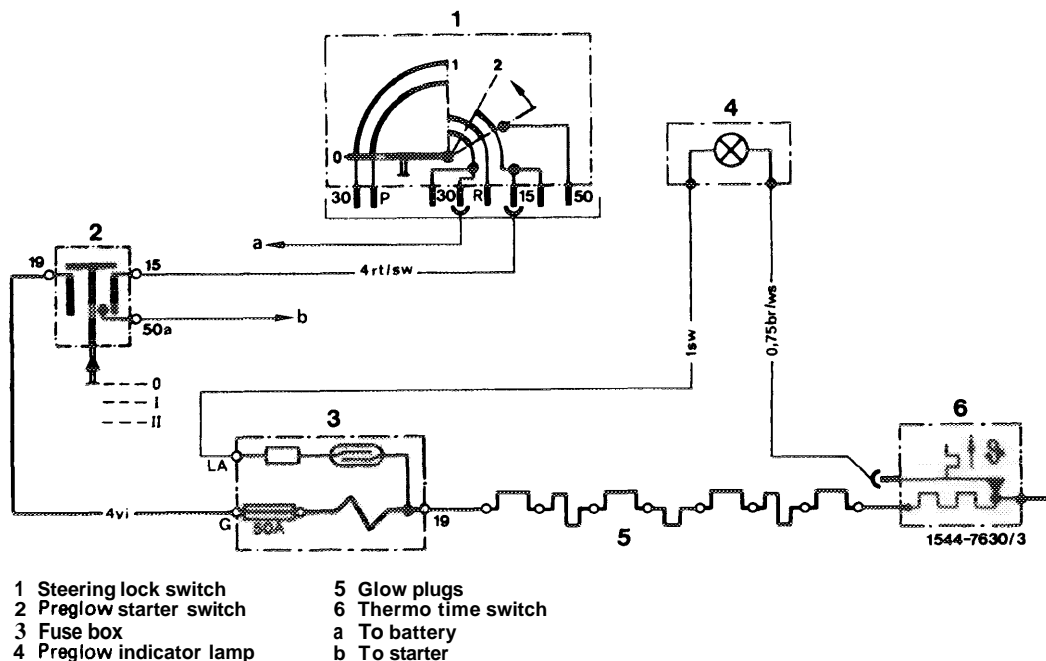 1
1
2
0
30
P
30
R
15
50
4
a
2
19
15
4rt/sw
50a
b
0
I
II
1sw
0,75br/ws
3
6
LA
4vi
G
50A
19
5
1544-7630/3
1 Steering lock switch
2 Preglow starter switch
3 Fuse box
4 Preglow indicator lamp
5 Glow plugs
6 Thermo time switch
a To battery
b To starter